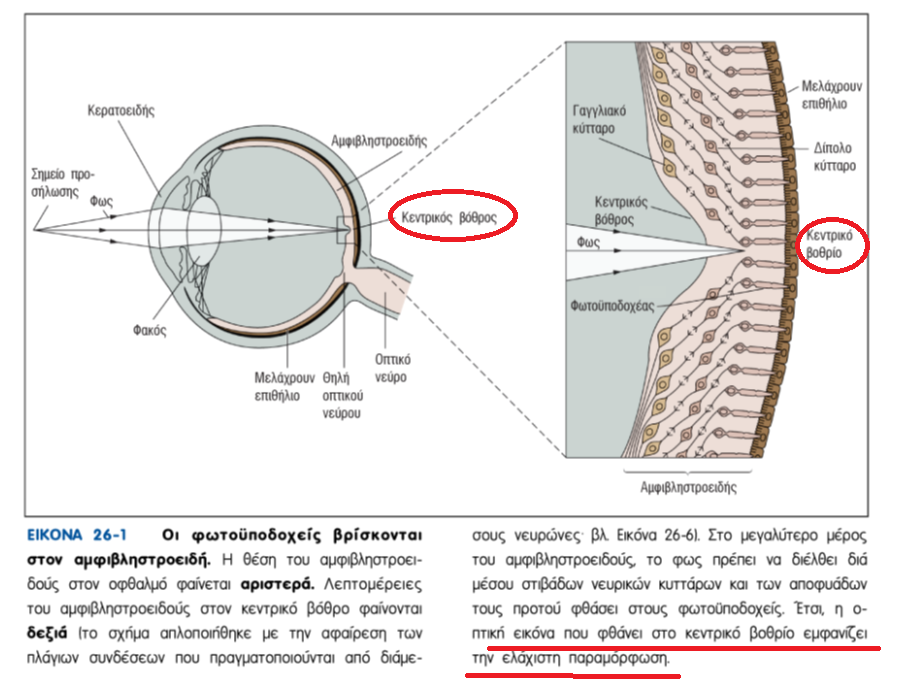 Κερατοειδής
Σημείο προ-
σήλωσης
Φως
Αμφιβληστροειδής
Κεντρικός βόθρος
Φακός
Μελάχρουν
επιθήλιο
Θηλή
οπτικού
νεύρου
Οπτικό
νεύρο
Γαγγλιακό
κύτταρο
Κεντρικός
βόθρος
Φως
Φωτοϋποδοχέας
Μελάχρουν
επιθήλιο
Δίπολο
κύτταρο
Κεντρικό
βοθρίο
Αμφιβληστροειδής
ΕΙΚΟΝΑ 26-1 Οι φωτοϋποδοχείς βρίσκονται
στον αμφιβληστροειδή. Η θέση του αμφιβληστροει-
δούς στον οφθαλμό φαίνεται αριστερά. Λεπτομέρειες
του αμφιβληστροειδούς στον κεντρικό βόθρο φαίνονται
δεξιά (το σχήμα απλοποιήθηκε με την αφαίρεση των
πλάγιων συνδέσεων που πραγματοποιούνται από διάμε-
σους νευρώνες· βλ. Εικόνα 26-6). Στο μεγαλύτερο μέρος
του αμφιβληστροειδούς, το φως πρέπει να διέλθει διά
μέσου στιβάδων νευρικών κυττάρων και των αποφυάδων
τους προτού φθάσει στους φωτοϋποδοχείς. Έτσι, η ο-
πτική εικόνα που φθάνει στο κεντρικό βοθρίο εμφανίζει
την ελάχιστη παραμόρφωση.